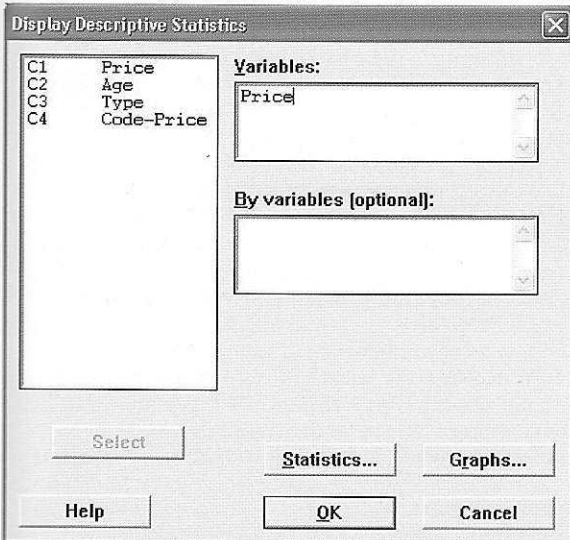 Display Descriptive Statistics
C1 Price
C2 Age
C3 Type
C4 Code-Price
Variables:
Price
By variables (optional):
Select
Statistics...
Graphs...
Help
OK
Cancel